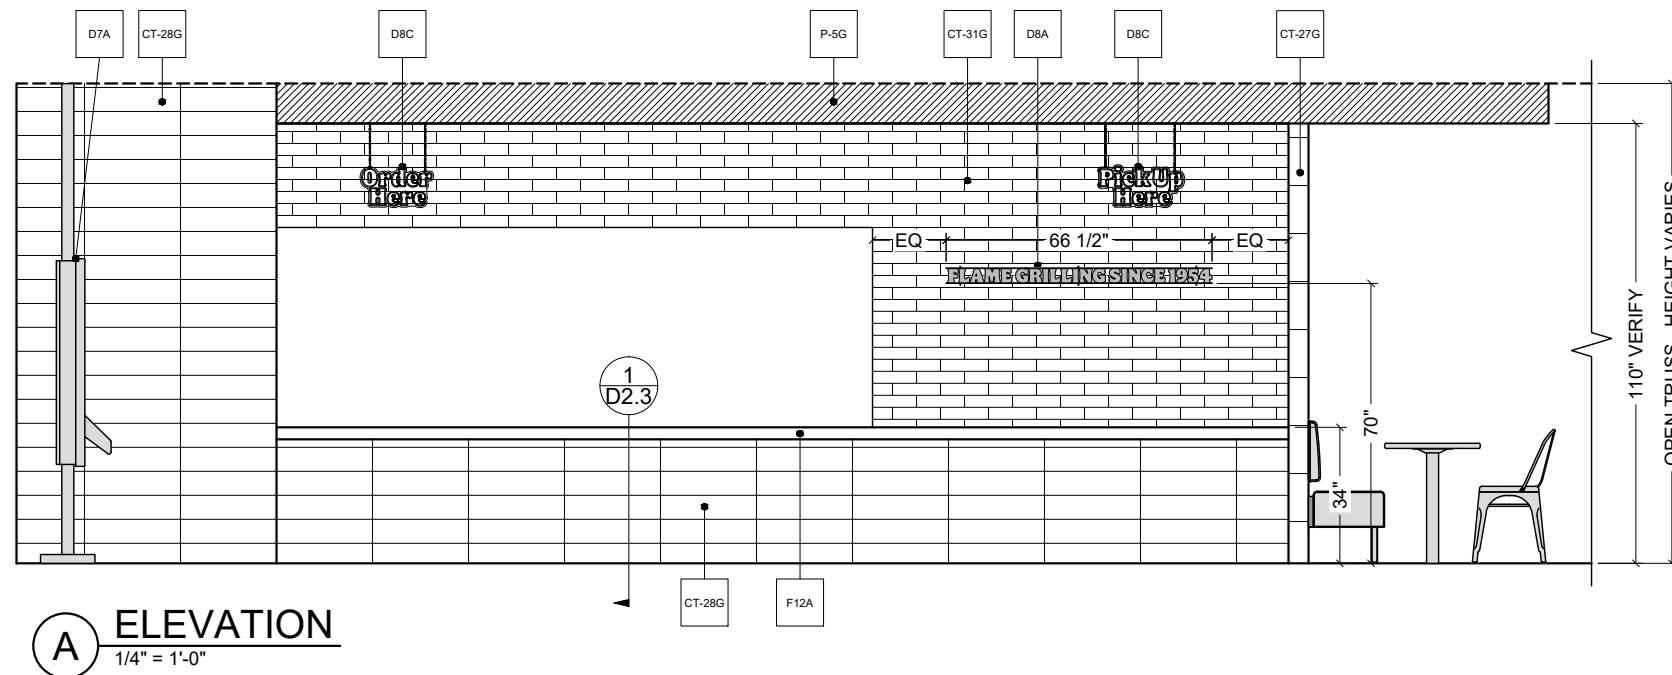 D7A
CT-28G
D8C
P-5G
CT-31G
D8A
D8C
CT-27G
Order
Here
PickUp
Here
EQ
66 1/2"
EQ
FLAME GRILLING SINCE 1954
1
D2.3
34"
70"
110" VERIFY
OPEN TRUSS - HEIGHT VARIES
CT-28G
F12A
A
ELEVATION
1/4" = 1'-0"